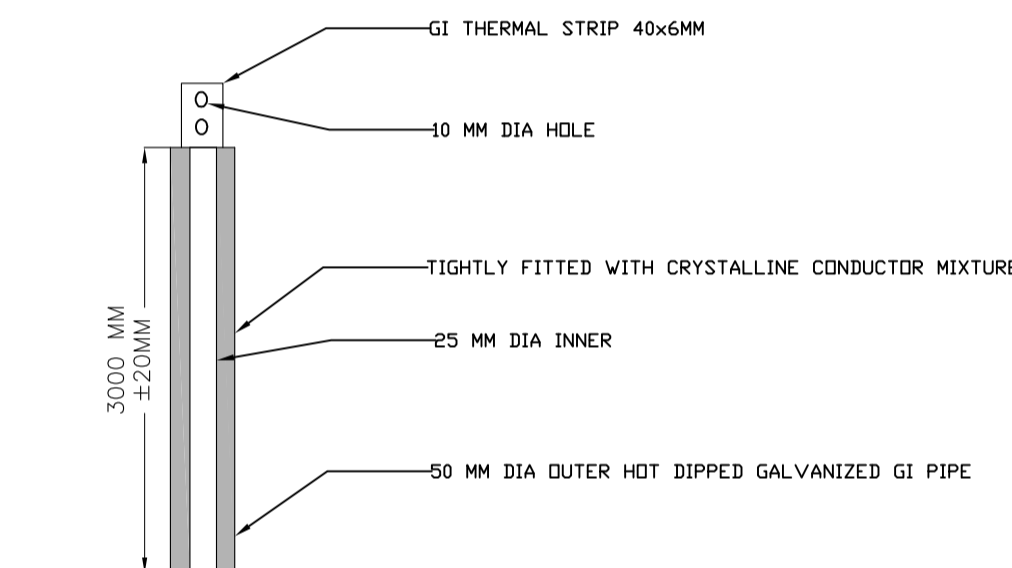 GI THERMAL STRIP 40x6MM
10 MM DIA HOLE
TIGHTLY FITTED WITH CRYSTALLINE CONDUCTOR MIXTURE
25 MM DIA INNER
3000 MM
±20MM
50 MM DIA OUTER HOT DIPPED GALVANIZED GI PIPE